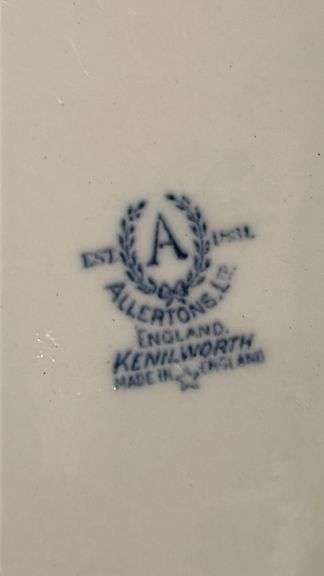 A
EST. 1831.
ALLERTONS. LTD.
ENGLAND.
KENILWORTH
MADE IN ENGLAND